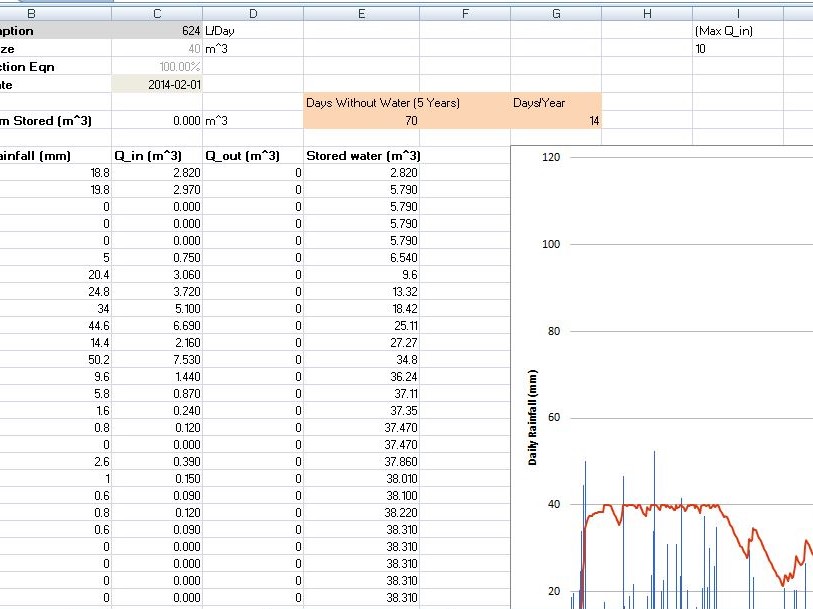 B C D E F G H I
ption 624 L/Day (Max Q_in)
ze 40 m^3 10
ction Eqn 100.00%
te 2014-02-01
Days Without Water (5 Years) Days/Year
m Stored (m^3) 0.000 m^3 70 14
ainfall (mm) Q_in (m^3) Q_out (m^3) Stored water (m^3)
18.8 2.820 0 2.820
19.8 2.970 0 5.790
0 0.000 0 5.790
0 0.000 0 5.790
0 0.000 0 5.790
5 0.750 0 6.540
20.4 3.060 0 9.6
24.8 3.720 0 13.32
34 5.100 0 18.42
44.6 6.690 0 25.11
14.4 2.160 0 27.27
50.2 7.530 0 34.8
9.6 1.440 0 36.24
5.8 0.870 0 37.11
1.6 0.240 0 37.35
0.8 0.120 0 37.470
0 0.000 0 37.470
2.6 0.390 0 37.860
1 0.150 0 38.010
0.6 0.090 0 38.100
0.8 0.120 0 38.220
0.6 0.090 0 38.310
0 0.000 0 38.310
0 0.000 0 38.310
0 0.000 0 38.310
0 0.000 0 38.310
120
100
80
60
40
20
Daily Rainfall (mm)